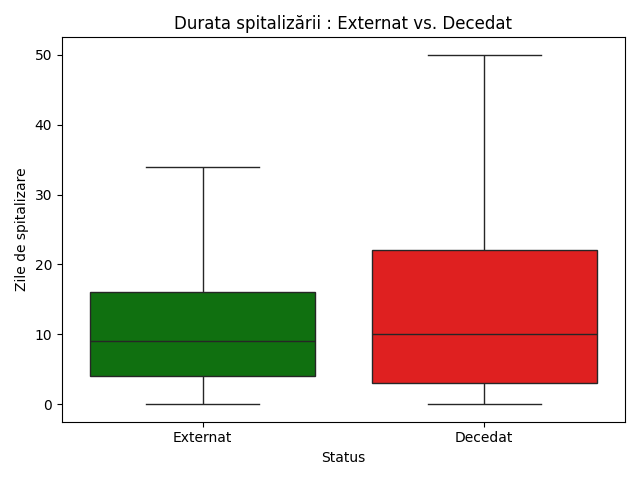 Durata spitalizării : Externat vs. Decedat
Zile de spitalizare
50
40
30
20
10
0
Externat
Decedat
Status